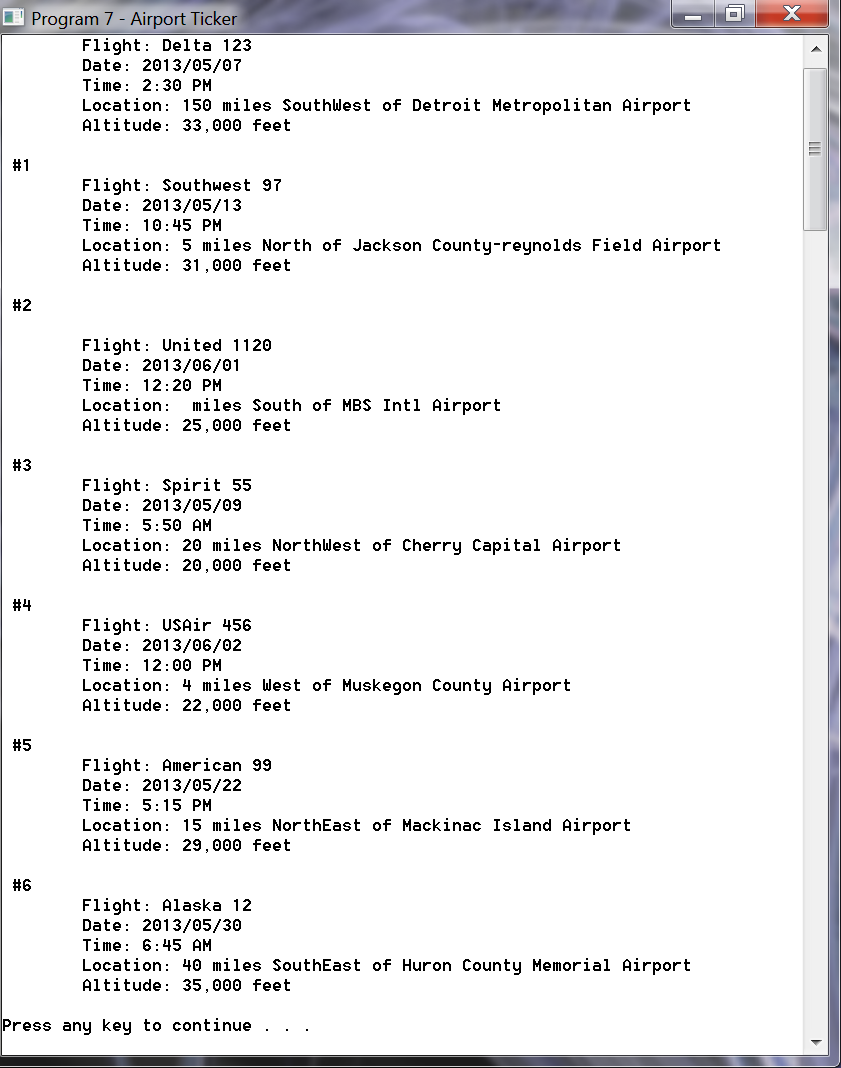 Program 7 - Airport Ticker
Flight: Delta 123
Date: 2013/05/07
Time: 2:30 PM
Location: 150 miles SouthWest of Detroit Metropolitan Airport
Altitude: 33,000 feet
#1
Flight: Southwest 97
Date: 2013/05/13
Time: 10:45 PM
Location: 5 miles North of Jackson County-reynolds Field Airport
Altitude: 31,000 feet
#2
Flight: United 1120
Date: 2013/06/01
Time: 12:20 PM
Location:  miles South of MBS Intl Airport
Altitude: 25,000 feet
#3
Flight: Spirit 55
Date: 2013/05/09
Time: 5:50 AM
Location: 20 miles NorthWest of Cherry Capital Airport
Altitude: 20,000 feet
#4
Flight: USAir 456
Date: 2013/06/02
Time: 12:00 PM
Location: 4 miles West of Muskegon County Airport
Altitude: 22,000 feet
#5
Flight: American 99
Date: 2013/05/22
Time: 5:15 PM
Location: 15 miles NorthEast of Mackinac Island Airport
Altitude: 29,000 feet
#6
Flight: Alaska 12
Date: 2013/05/30
Time: 6:45 AM
Location: 40 miles SouthEast of Huron County Memorial Airport
Altitude: 35,000 feet
Press any key to continue . . .